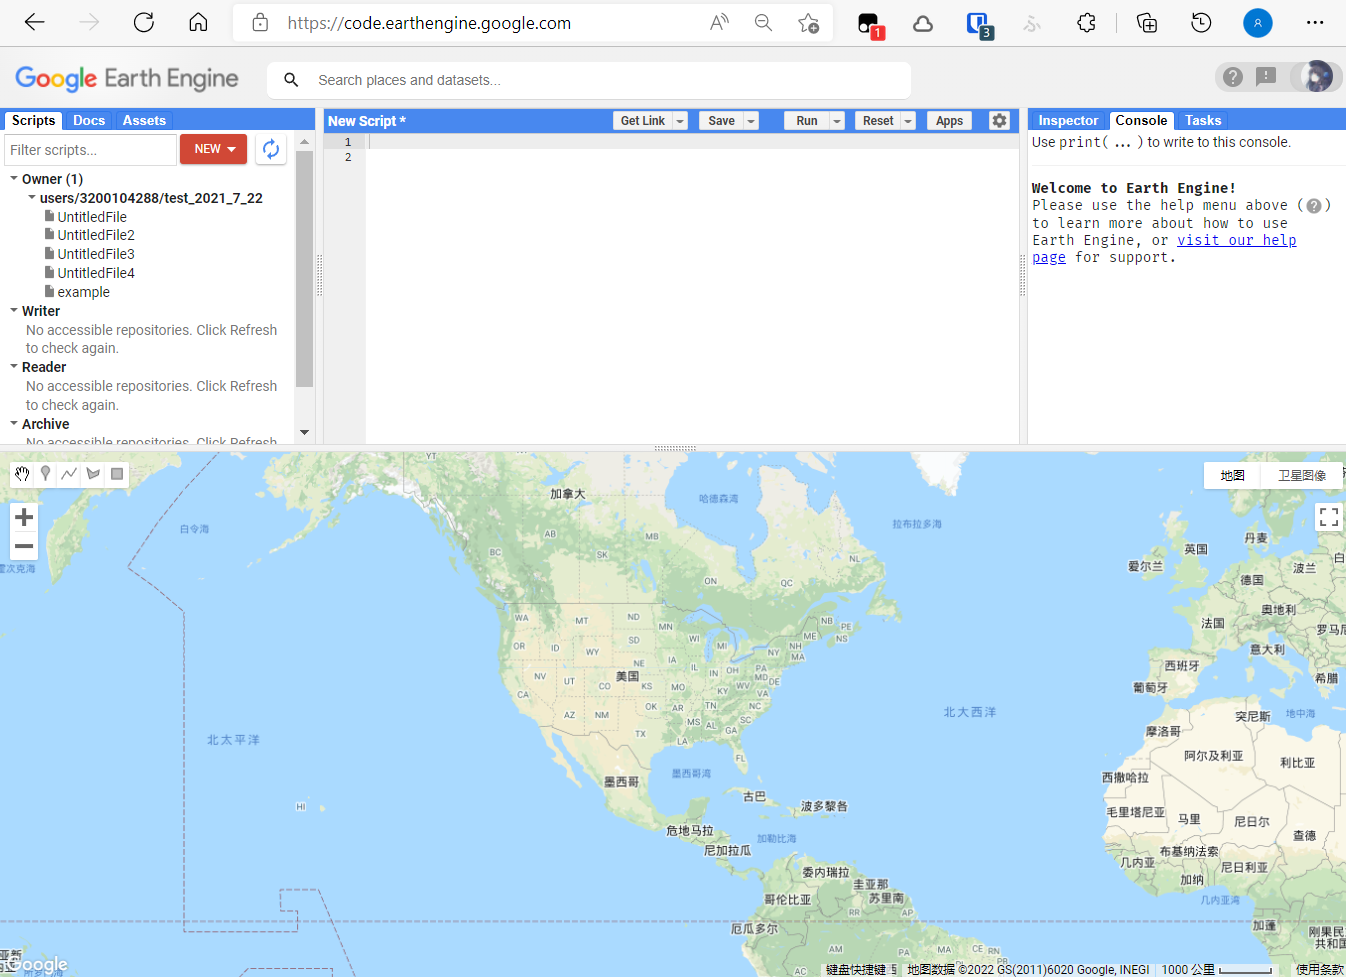 https://code.earthengine.google.com
A
1
3
Google Earth Engine
Search places and datasets...
Scripts Docs Assets
Filter scripts...
NEW
Owner (1)
users/3200104288/test_2021_7_22
UntitledFile
UntitledFile2
UntitledFile3
UntitledFile4
example
Writer
No accessible repositories. Click Refresh
to check again.
Reader
No accessible repositories. Click Refresh
to check again.
Archive
No accessible repositories. Click Refresh
New Script *
Get Link Save Run Reset Apps
1
2
Inspector Console Tasks
Use print(...) to write to this console.
Welcome to Earth Engine!
Please use the help menu above (?)
to learn more about how to use
Earth Engine, or visit our help
page for support.
地图 卫星图像
YT
加拿大
哈德森湾
拉布拉多海
白令海
霍次克海
AB
MB
BC
SK
NL
ON
QC
丹麦
英国
爱尔兰
白
波兰
德国
奥地利
法国
罗马尼
意大利
西班牙
希腊
葡萄牙
WA
MT
ND
MN
NB
PE
OR
ID
SD
WI
MI
ME
NS
WY
NH
NY
MA
NE
IA
NV
UT
CO
美国
KS
IL
IN
OH
PA
MD
DE
MO
KY
WV
VA
CA
OK
AR
TN
NC
AZ
NM
MS
AL
SC
GA
TX
LA
FL
北大西洋
北太平洋
突尼斯
地中海
摩洛哥
阿尔及利亚
利比亚
西撒哈拉
墨西哥湾
墨西哥
HI
古巴
波多黎各
毛里塔尼亚
马里
尼日尔
查德
危地马拉
加勒比海
尼加拉瓜
布基纳法索
几内亚
尼日利亚
加纳
委内瑞拉
圭亚那
苏里南
哥伦比亚
RR
AP
几内亚湾
厄瓜多尔
加蓬
刚果民
共和国
AM
PA
MA
CE
RN
PB
AC
TO
Google
键盘快捷键 地图数据 ©2022 GS(2011)6020 Google, INEGI 1000 公里 使用条款